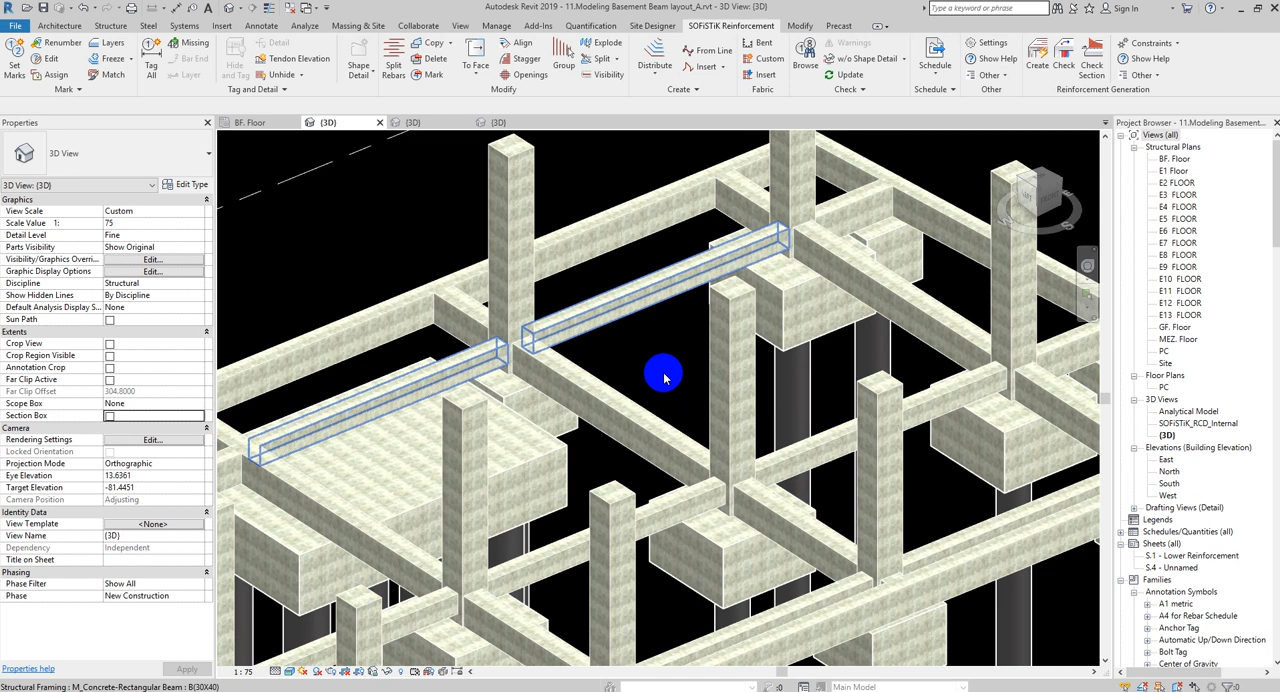 Autodesk Revit 2019 - 11.Modeling Basement Beam layout_A.rvt - 3D View: {3D}
Type a keyword or phrase
Sign In
File Architecture Structure Steel Systems Insert Annotate Analyze Massing & Site Collaborate View Manage Add-Ins Quantification Site Designer SOFiSTiK Reinforcement Modify Precast
Set Marks
Renumber
Edit
Assign
Layers
Freeze
Match
Tag All
Missing
Bar End
Layer
Hide and Tag
Detail
Tendon Elevation
Unhide
Shape Detail
Split Rebars
Copy
Delete
Mark
To Face
Align
Stagger
Openings
Group
Explode
Split
Visibility
Distribute
From Line
Insert
Bent
Custom
Insert
Browse
Warnings
w/o Shape Detail
Update
Schedule
Settings
Show Help
Other
Create
Check
Check Section
Constraints
Show Help
Other
Mark Tag and Detail Modify Create Fabric Check Schedule Other Reinforcement Generation
Properties
BF. Floor {3D} {3D} {3D}
3D View
3D View: {3D} Edit Type
Graphics
View Scale Custom
Scale Value 1: 75
Detail Level Fine
Parts Visibility Show Original
Visibility/Graphics Overri... Edit...
Graphic Display Options Edit...
Discipline Structural
Show Hidden Lines By Discipline
Default Analysis Display S... None
Sun Path
Extents
Crop View
Crop Region Visible
Annotation Crop
Far Clip Active
Far Clip Offset 304.8000
Scope Box None
Section Box
Camera
Rendering Settings Edit...
Locked Orientation
Projection Mode Orthographic
Eye Elevation 13.6361
Target Elevation -81.4451
Camera Position Adjusting
Identity Data
View Template <None>
View Name {3D}
Dependency Independent
Title on Sheet
Phasing
Phase Filter Show All
Phase New Construction
Properties help Apply
Project Browser - 11.Modeling Basement...
Views (all)
Structural Plans
BF. Floor
E1 Floor
E2 FLOOR
E3 FLOOR
E4 FLOOR
E5 FLOOR
E6 FLOOR
E7 FLOOR
E8 FLOOR
E9 FLOOR
E10 FLOOR
E11 FLOOR
E12 FLOOR
E13 FLOOR
GF. Floor
MEZ. Floor
PC
Site
Floor Plans
PC
3D Views
Analytical Model
SOFiSTiK_RCD_Internal
{3D}
Elevations (Building Elevation)
East
North
South
West
Drafting Views (Detail)
Legends
Schedules/Quantities (all)
Sheets (all)
S.1 - Lower Reinforcement
S.4 - Unnamed
Families
Annotation Symbols
A1 metric
A4 for Rebar Schedule
Anchor Tag
Automatic Up/Down Direction
Bolt Tag
Center of Gravity
1 : 75
Structural Framing : M_Concrete-Rectangular Beam : B(30X40)
:0
Main Model
:0